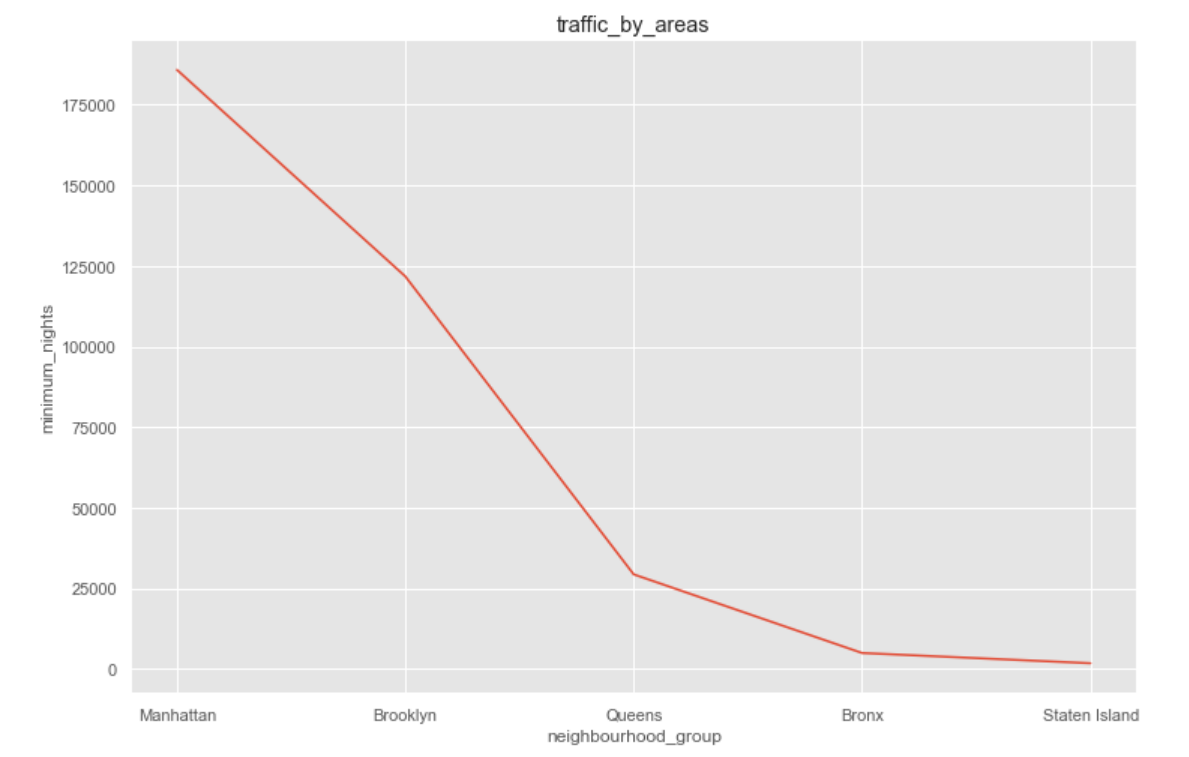 traffic_by_areas
175000
150000
125000
100000
75000
50000
25000
0
minimum_nights
Manhattan Brooklyn Queens Bronx Staten Island
neighbourhood_group